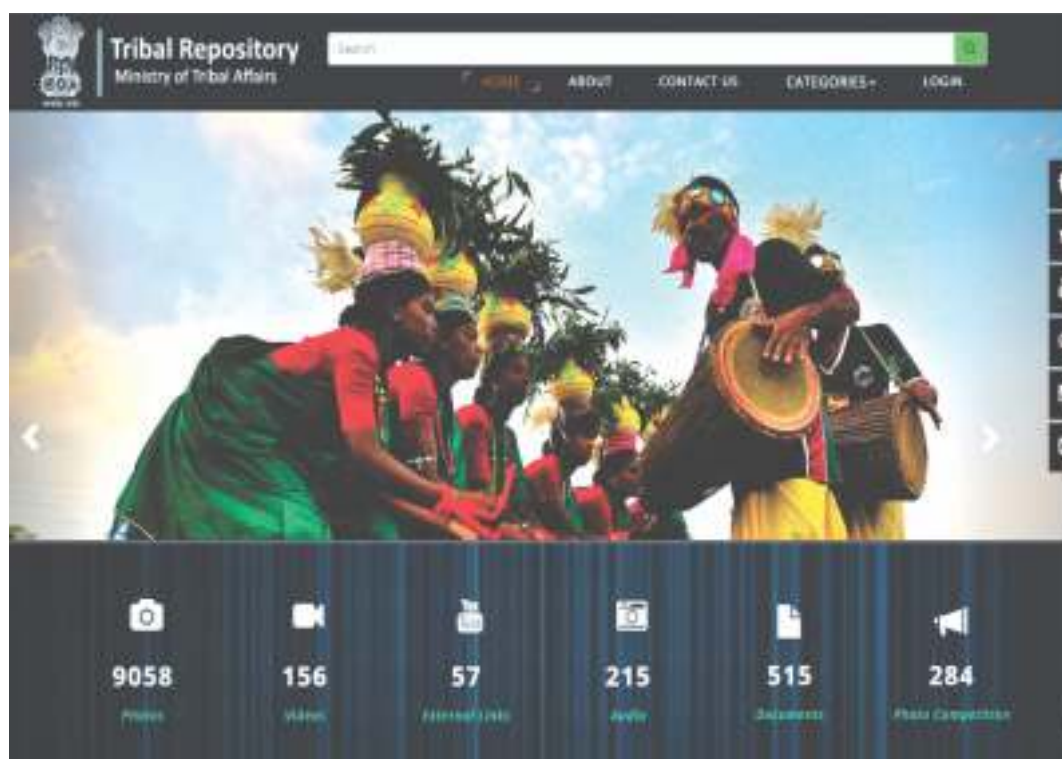 Tribal Repository
Ministry of Tribal Affairs
Search
HOME ABOUT CONTACT US CATEGORIES LOGIN
9058 156 57 215 515 284
Photos Videos External Links Audio Documents Photo Competition